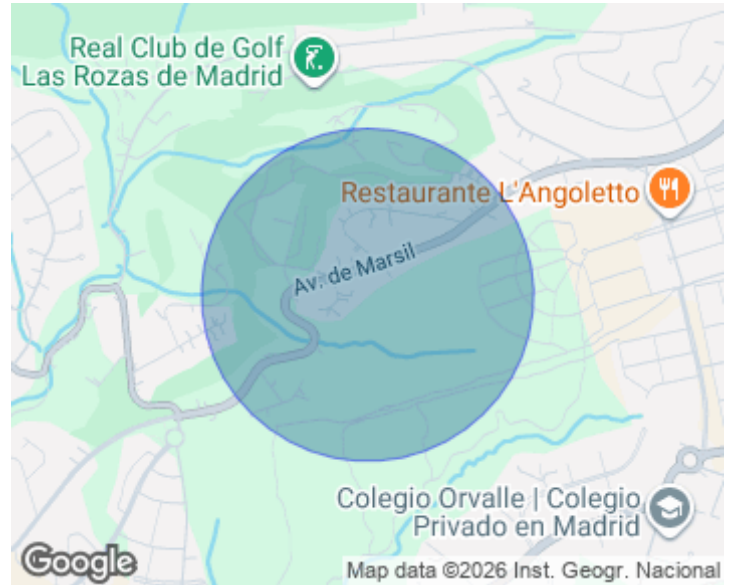 Real Club de Golf
Las Rozas de Madrid
Restaurante L'Angoletto
Av. de Marsil
Colegio Orvalle | Colegio
Privado en Madrid
Google
Map data ©2026 Inst. Geogr. Nacional